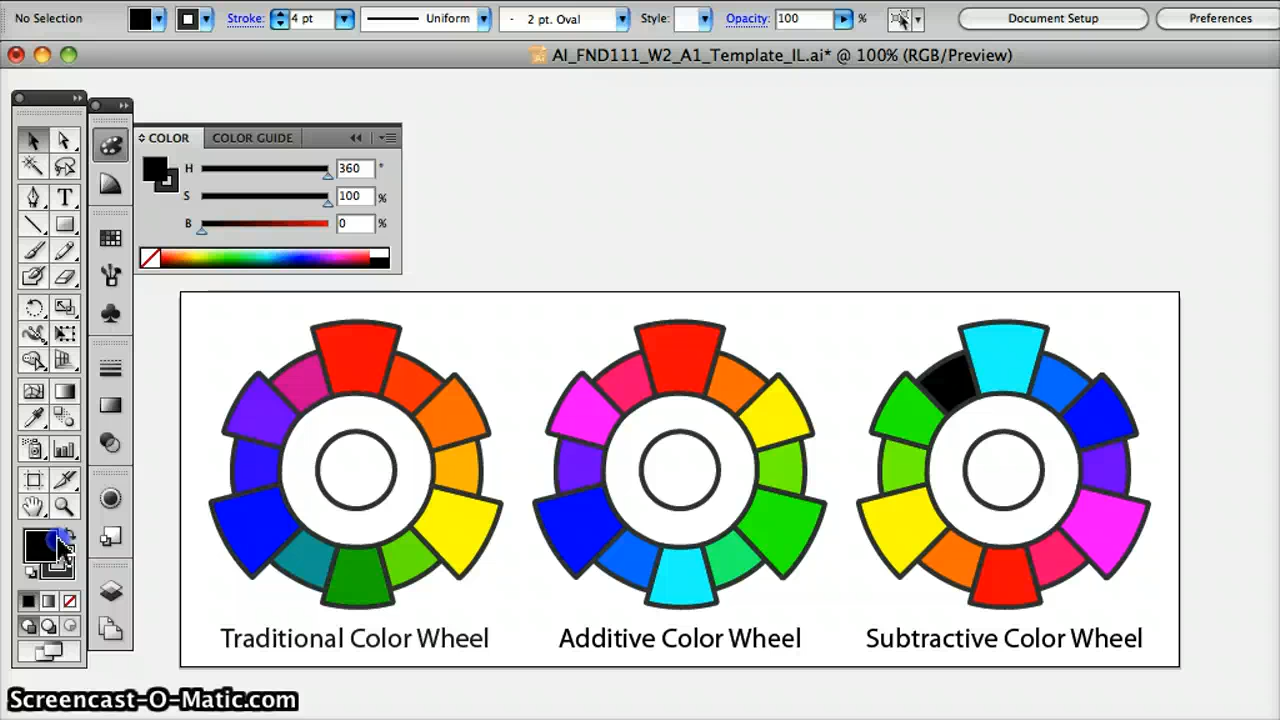 No Selection
Stroke: 4 pt Uniform 2 pt. Oval Style: Opacity: 100 % Document Setup Preferences
AI_FND111_W2_A1_Template_IL.ai* @ 100% (RGB/Preview)
COLOR COLOR GUIDE
H 360 °
S 100 %
B 0 %
T
Traditional Color Wheel Additive Color Wheel Subtractive Color Wheel
Screencast-O-Matic.com